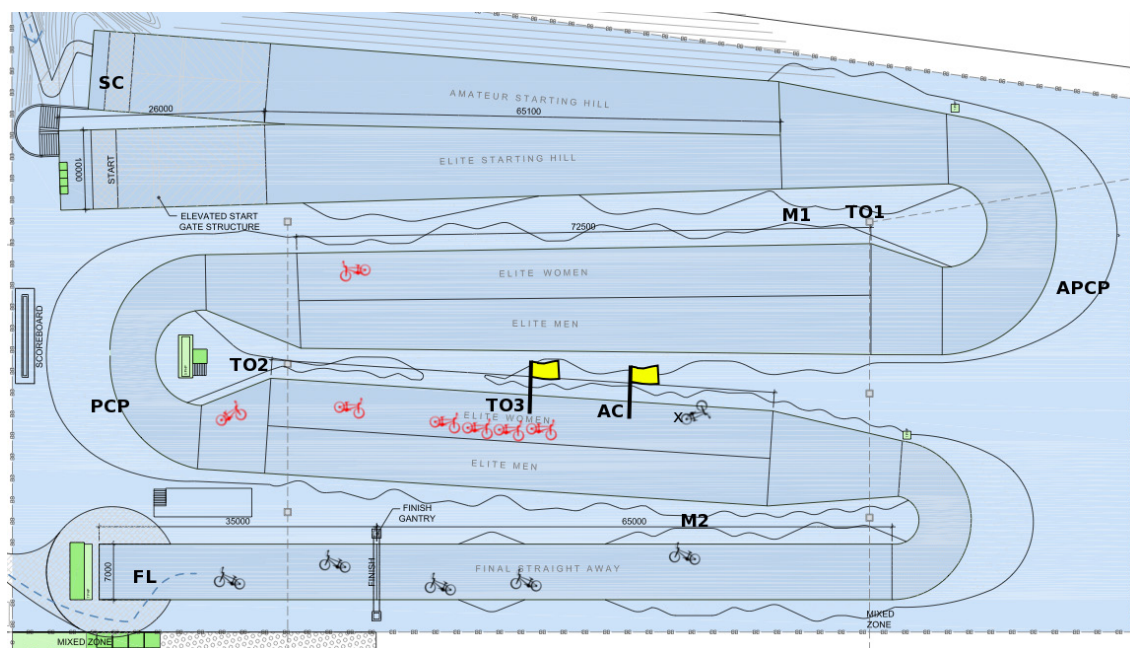 SC
AMATEUR STARTING HILL
26000
65100
ELITE STARTING HILL
10000
START
ELEVATED START
GATE STRUCTURE
M1
TO1
72500
ELITE WOMEN
APCP
SCOREBOARD
ELITE MEN
TO2
PCP
TO3
AC
X
ELITE WOMEN
ELITE MEN
FINISH
GANTRY
35000
65000
M2
7000
FL
FINISH
FINAL STRAIGHT AWAY
MIXED
ZONE
MIXED ZONE